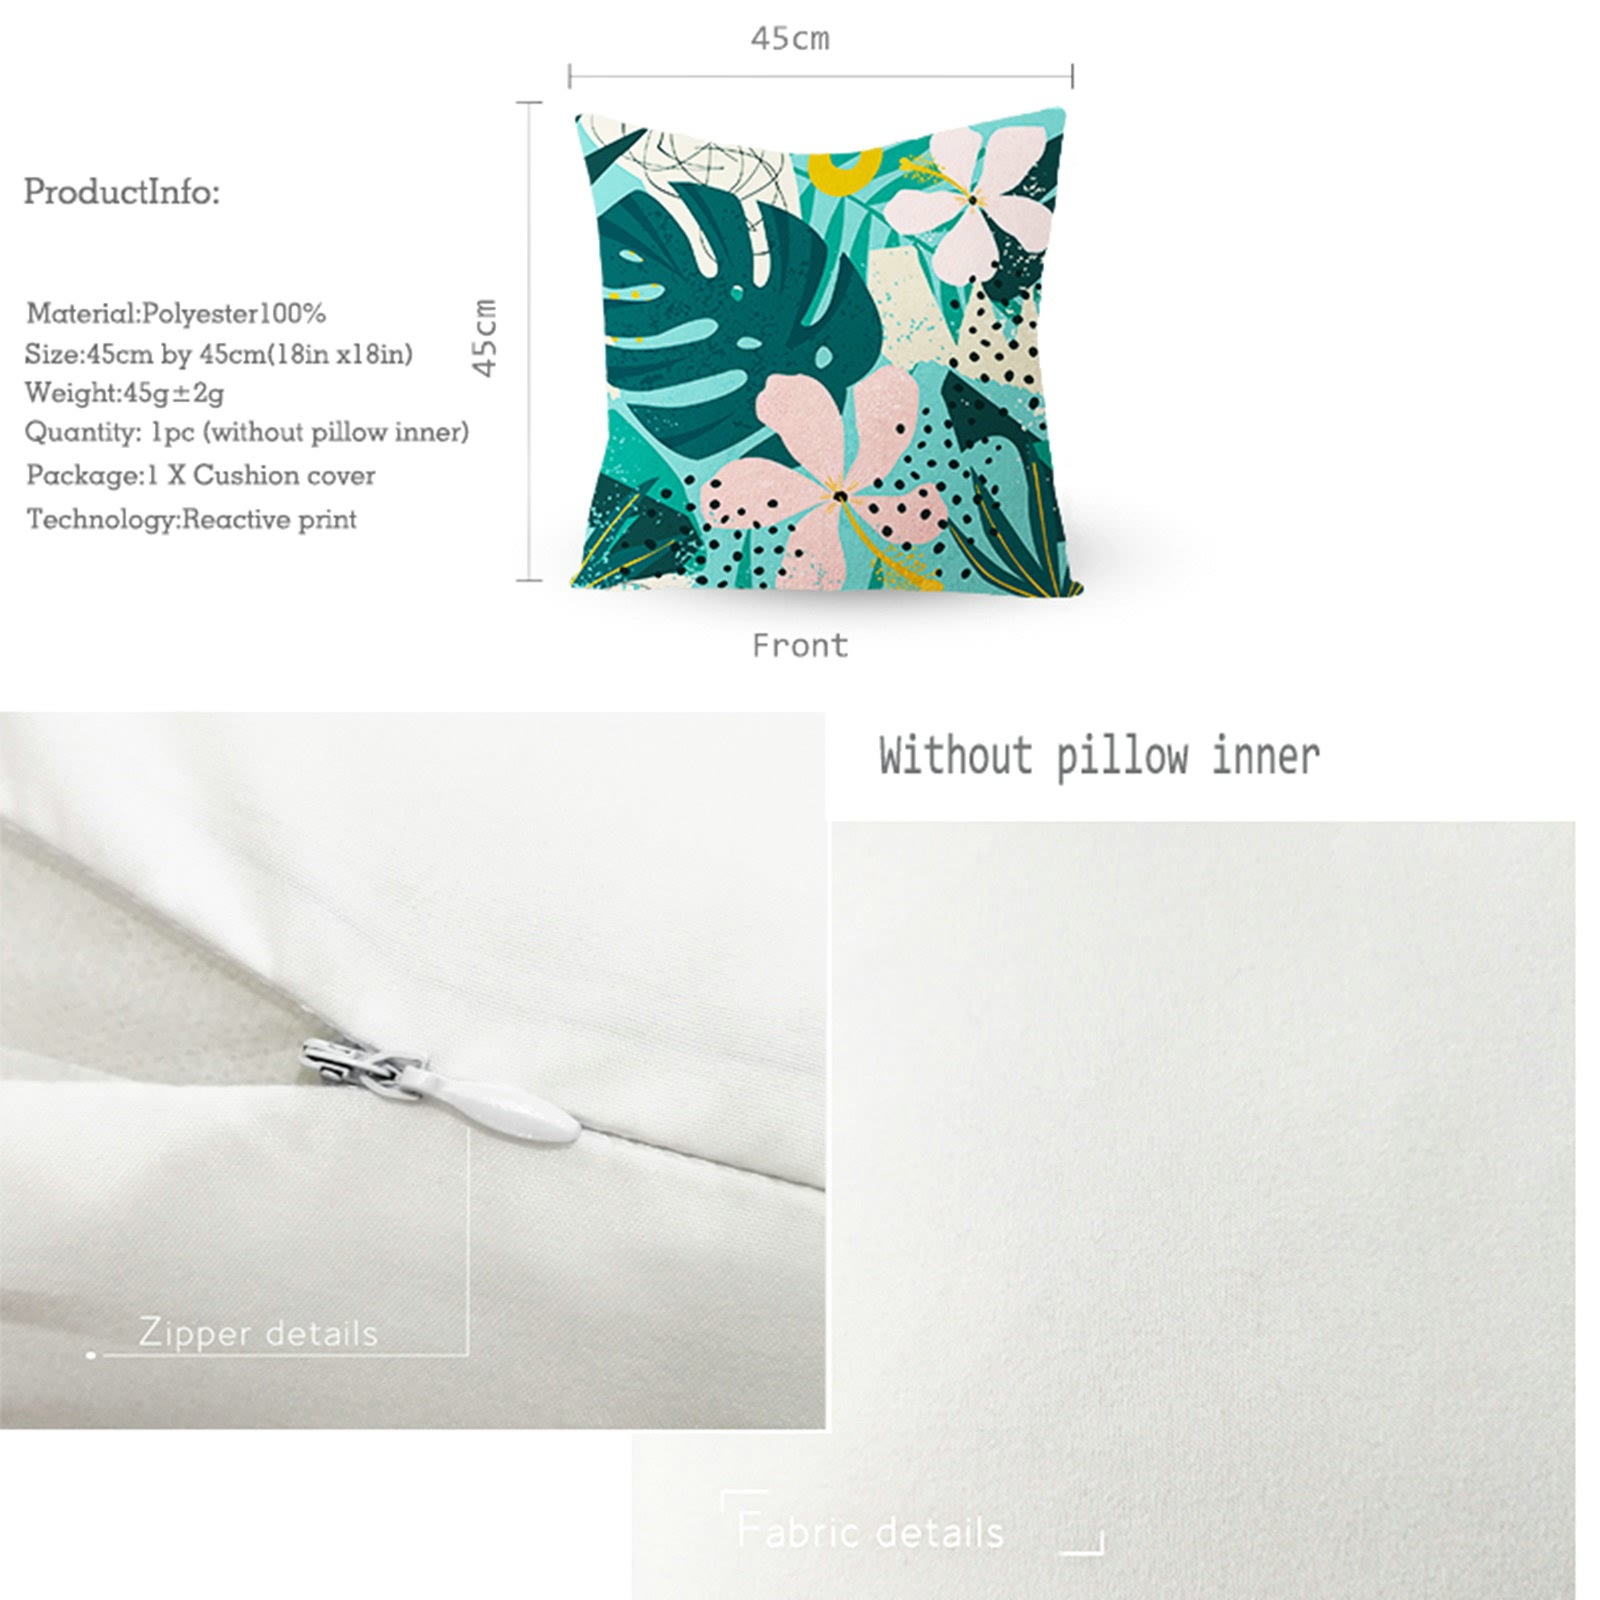 45cm
ProductInfo:
45cm
Material:Polyester100%
Size:45cm by 45cm(18in x18in)
Weight:45g±2g
Quantity: 1pc (without pillow inner)
Package:1 X Cushion cover
Technology:Reactive print
Front
Without pillow inner
Zipper details
Fabric details